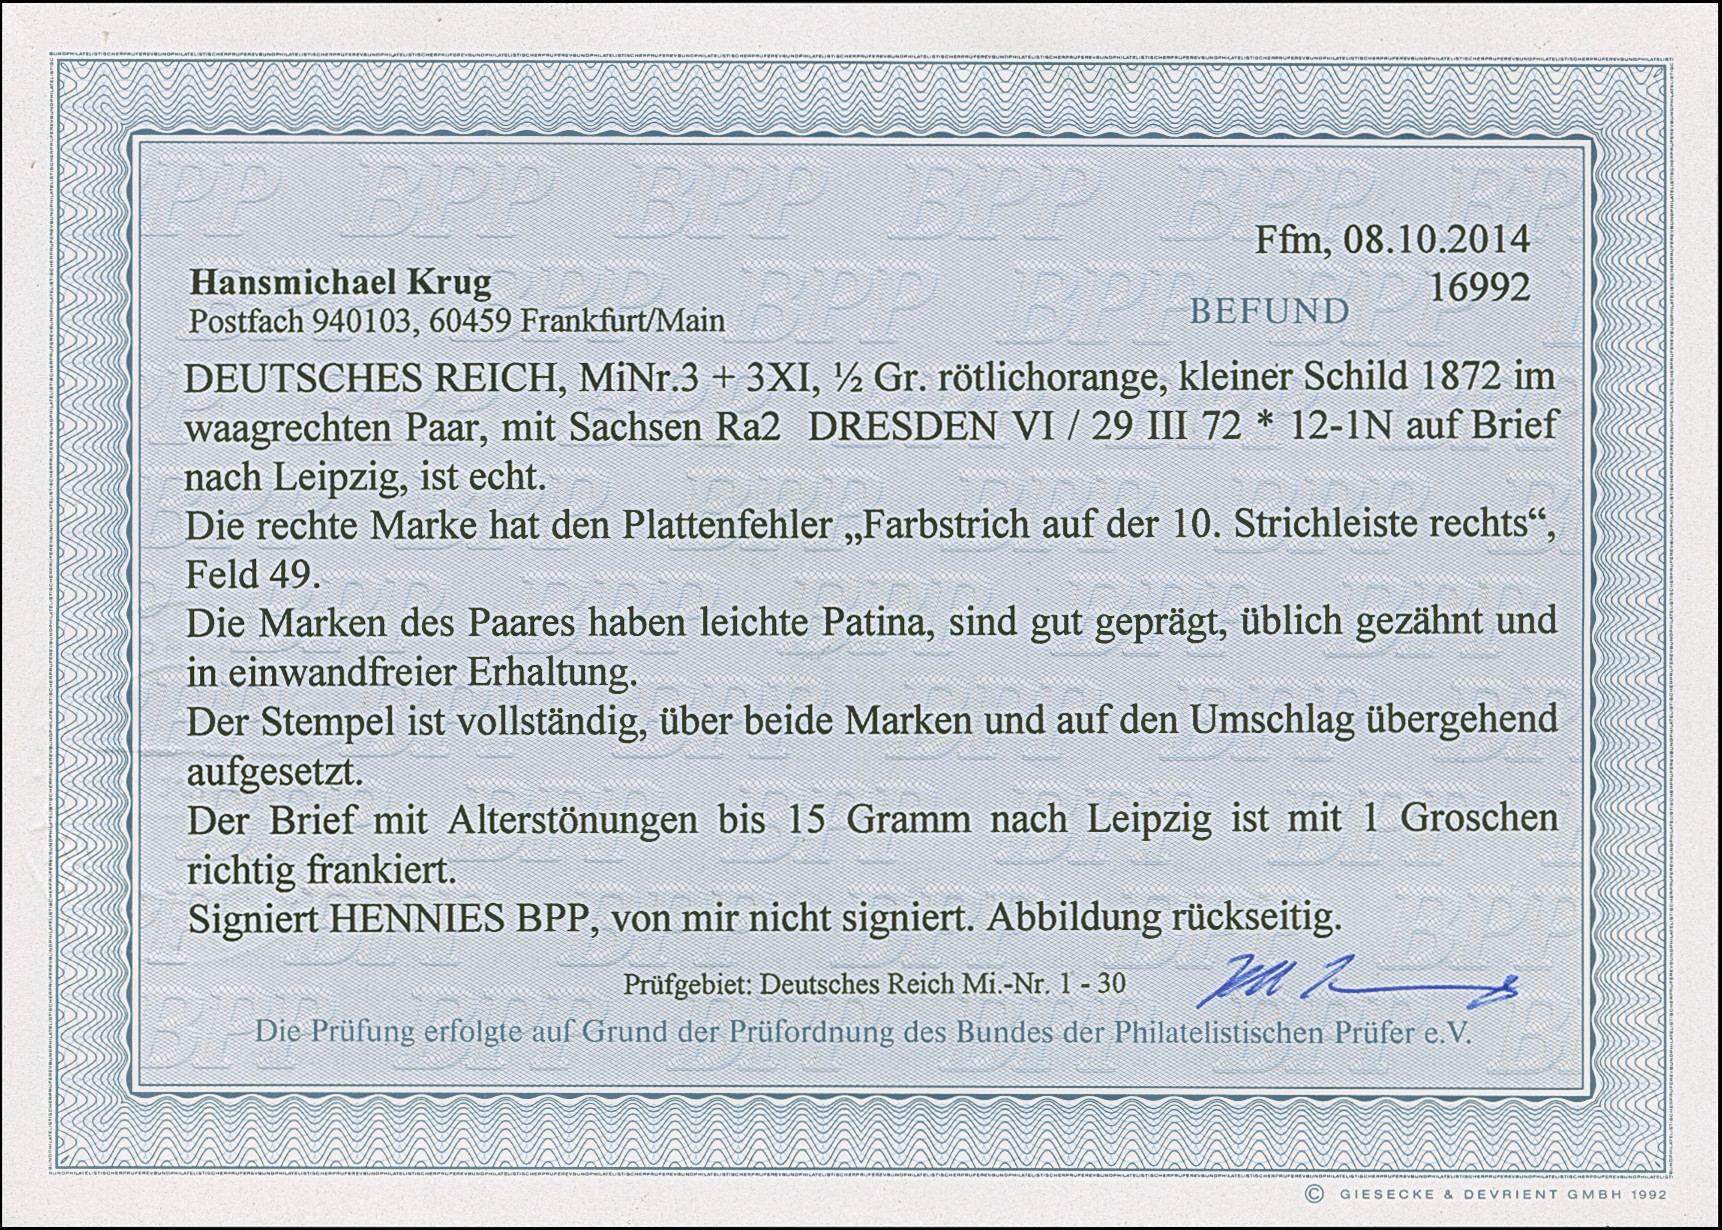 Ffm, 08.10.2014
Hansmichael Krug
16992
Postfach 940103, 60459 Frankfurt/Main
BEFUND
DEUTSCHES REICH, MiNr.3 + 3XI, ½ Gr. rötlichorange, kleiner Schild 1872 im
waagrechten Paar, mit Sachsen Ra2 DRESDEN VI / 29 III 72 * 12-1N auf Brief
nach Leipzig, ist echt.
Die rechte Marke hat den Plattenfehler „Farbstrich auf der 10. Strichleiste rechts“,
Feld 49.
Die Marken des Paares haben leichte Patina, sind gut geprägt, üblich gezähnt und
in einwandfreier Erhaltung.
Der Stempel ist vollständig, über beide Marken und auf den Umschlag übergehend
aufgesetzt.
Der Brief mit Alterstönungen bis 15 Gramm nach Leipzig ist mit 1 Groschen
richtig frankiert.
Signiert HENNIES BPP, von mir nicht signiert. Abbildung rückseitig.
Prüfgebiet: Deutsches Reich Mi.-Nr. 1 - 30
Die Prüfung erfolgte auf Grund der Prüfordnung des Bundes der Philatelistischen Prüfer e.V.
© GIESECKE & DEVRIENT GMBH 1992